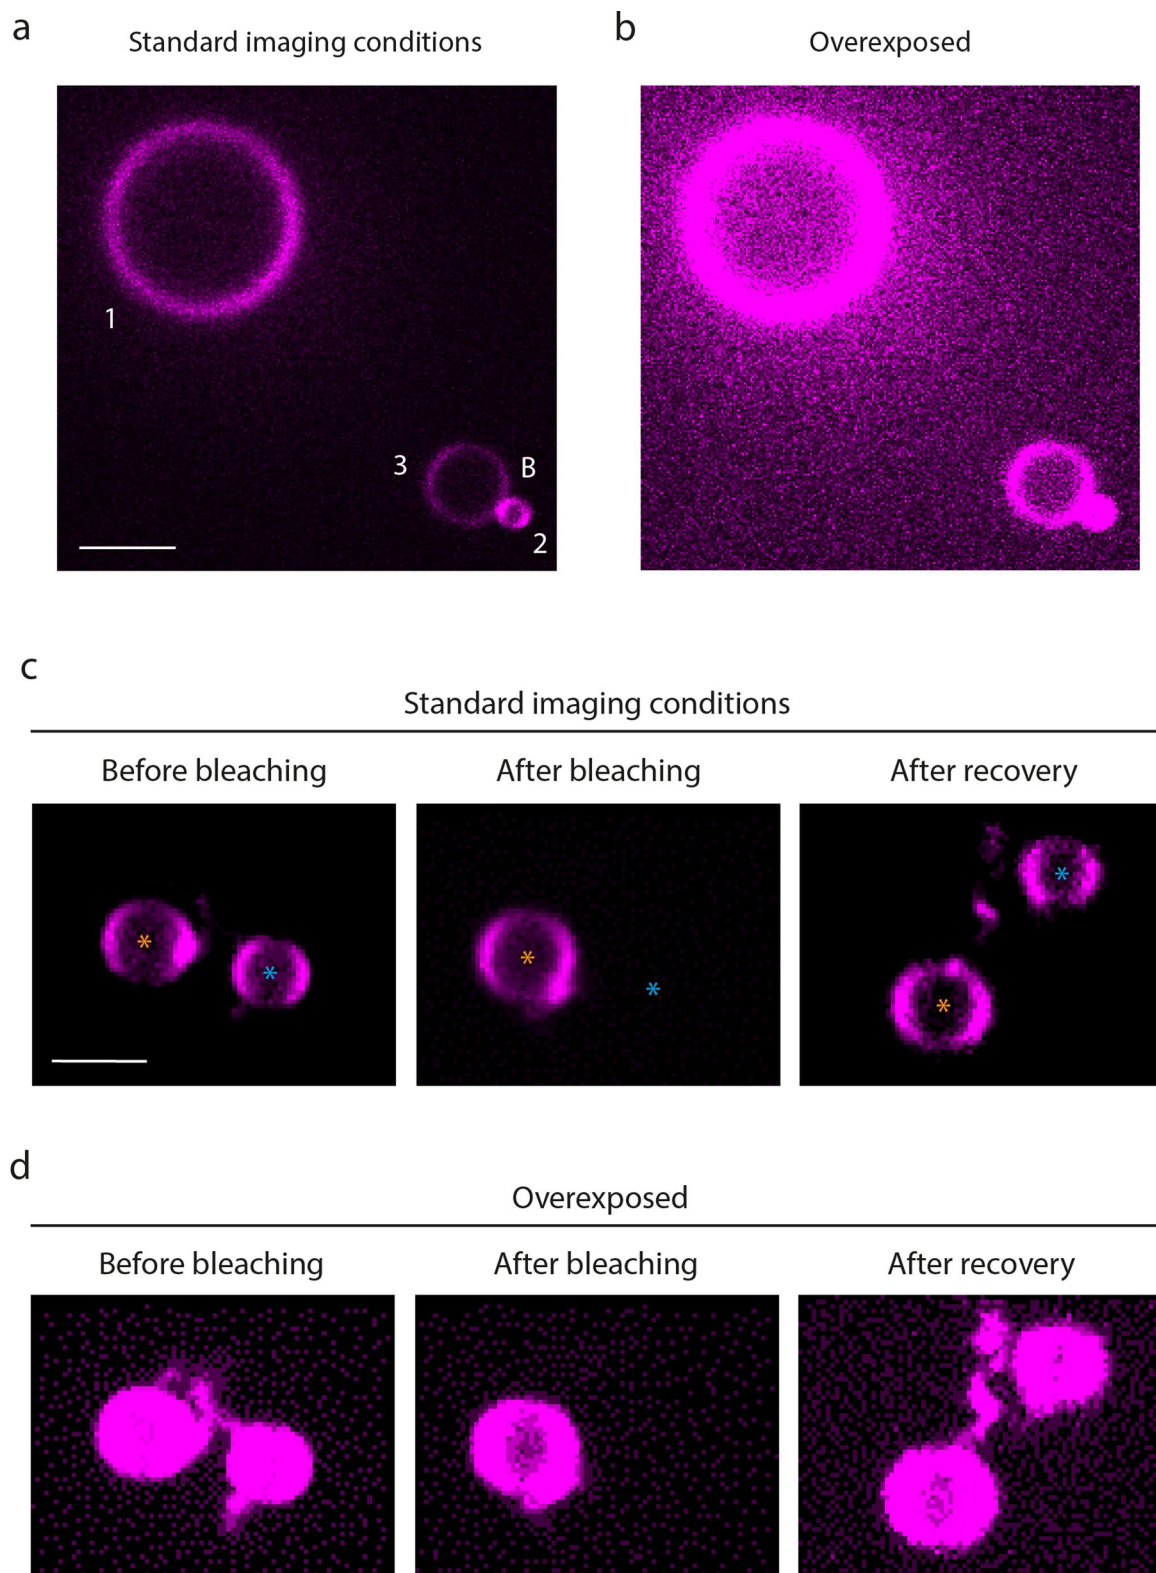 a
Standard imaging conditions
b
Overexposed
1
3
B
2
c
Standard imaging conditions
Before bleaching
After bleaching
After recovery
*
*
*
*
*
*
d
Overexposed
Before bleaching
After bleaching
After recovery